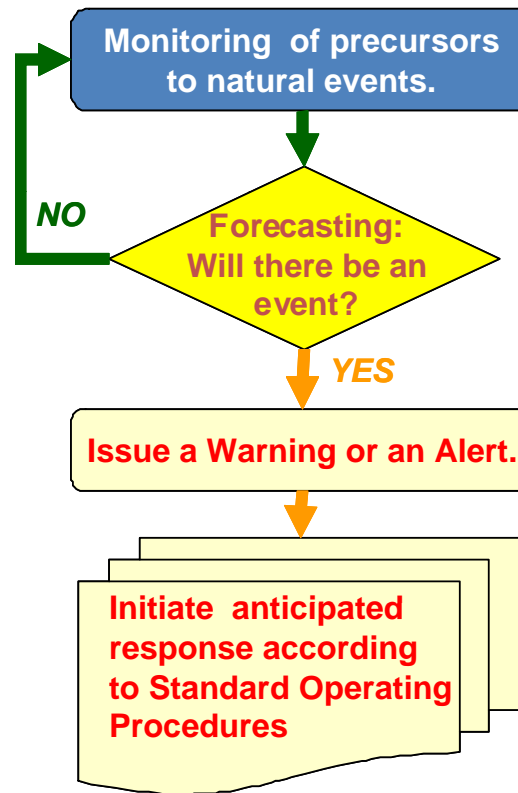 Monitoring of precursors
to natural events.
NO
Forecasting:
Will there be an
event?
YES
Issue a Warning or an Alert.
Initiate anticipated
response according
to Standard Operating
Procedures